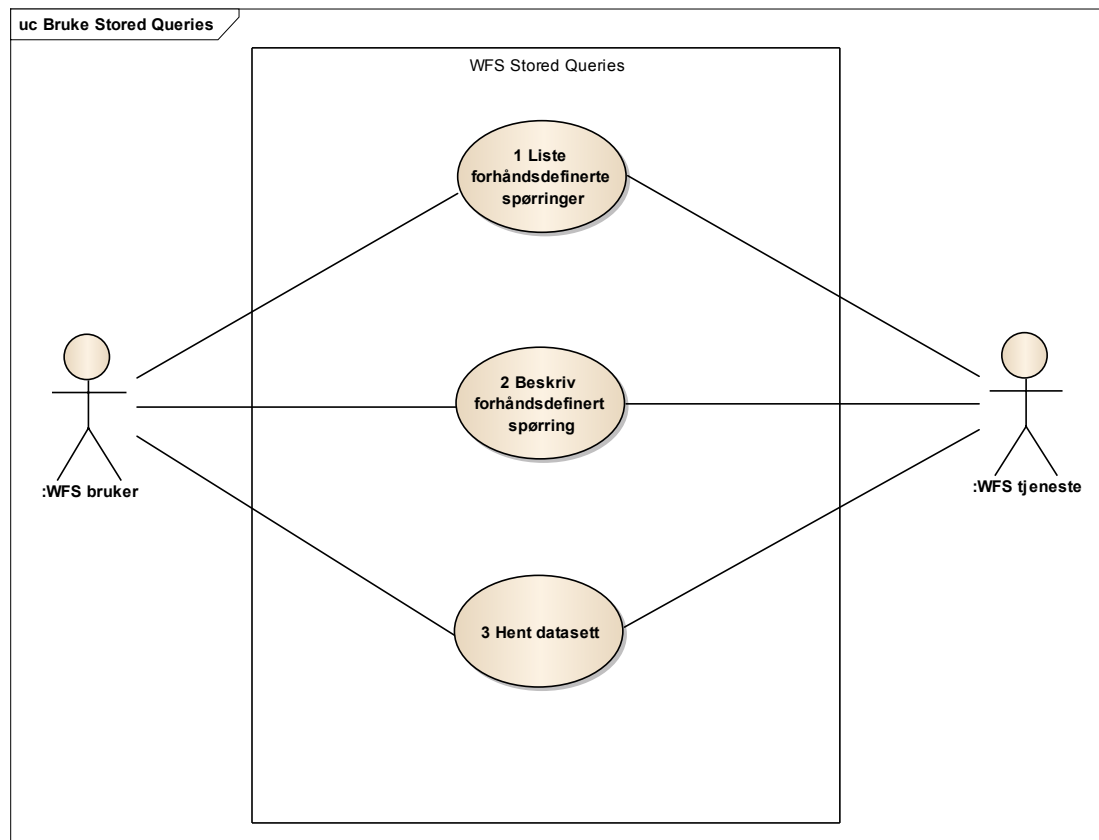 uc Bruke Stored Queries
WFS Stored Queries
1 Liste
forhåndsdefinerte
spørringer
2 Beskriv
forhåndsdefinert
spørring
:WFS bruker
:WFS tjeneste
3 Hent datasett